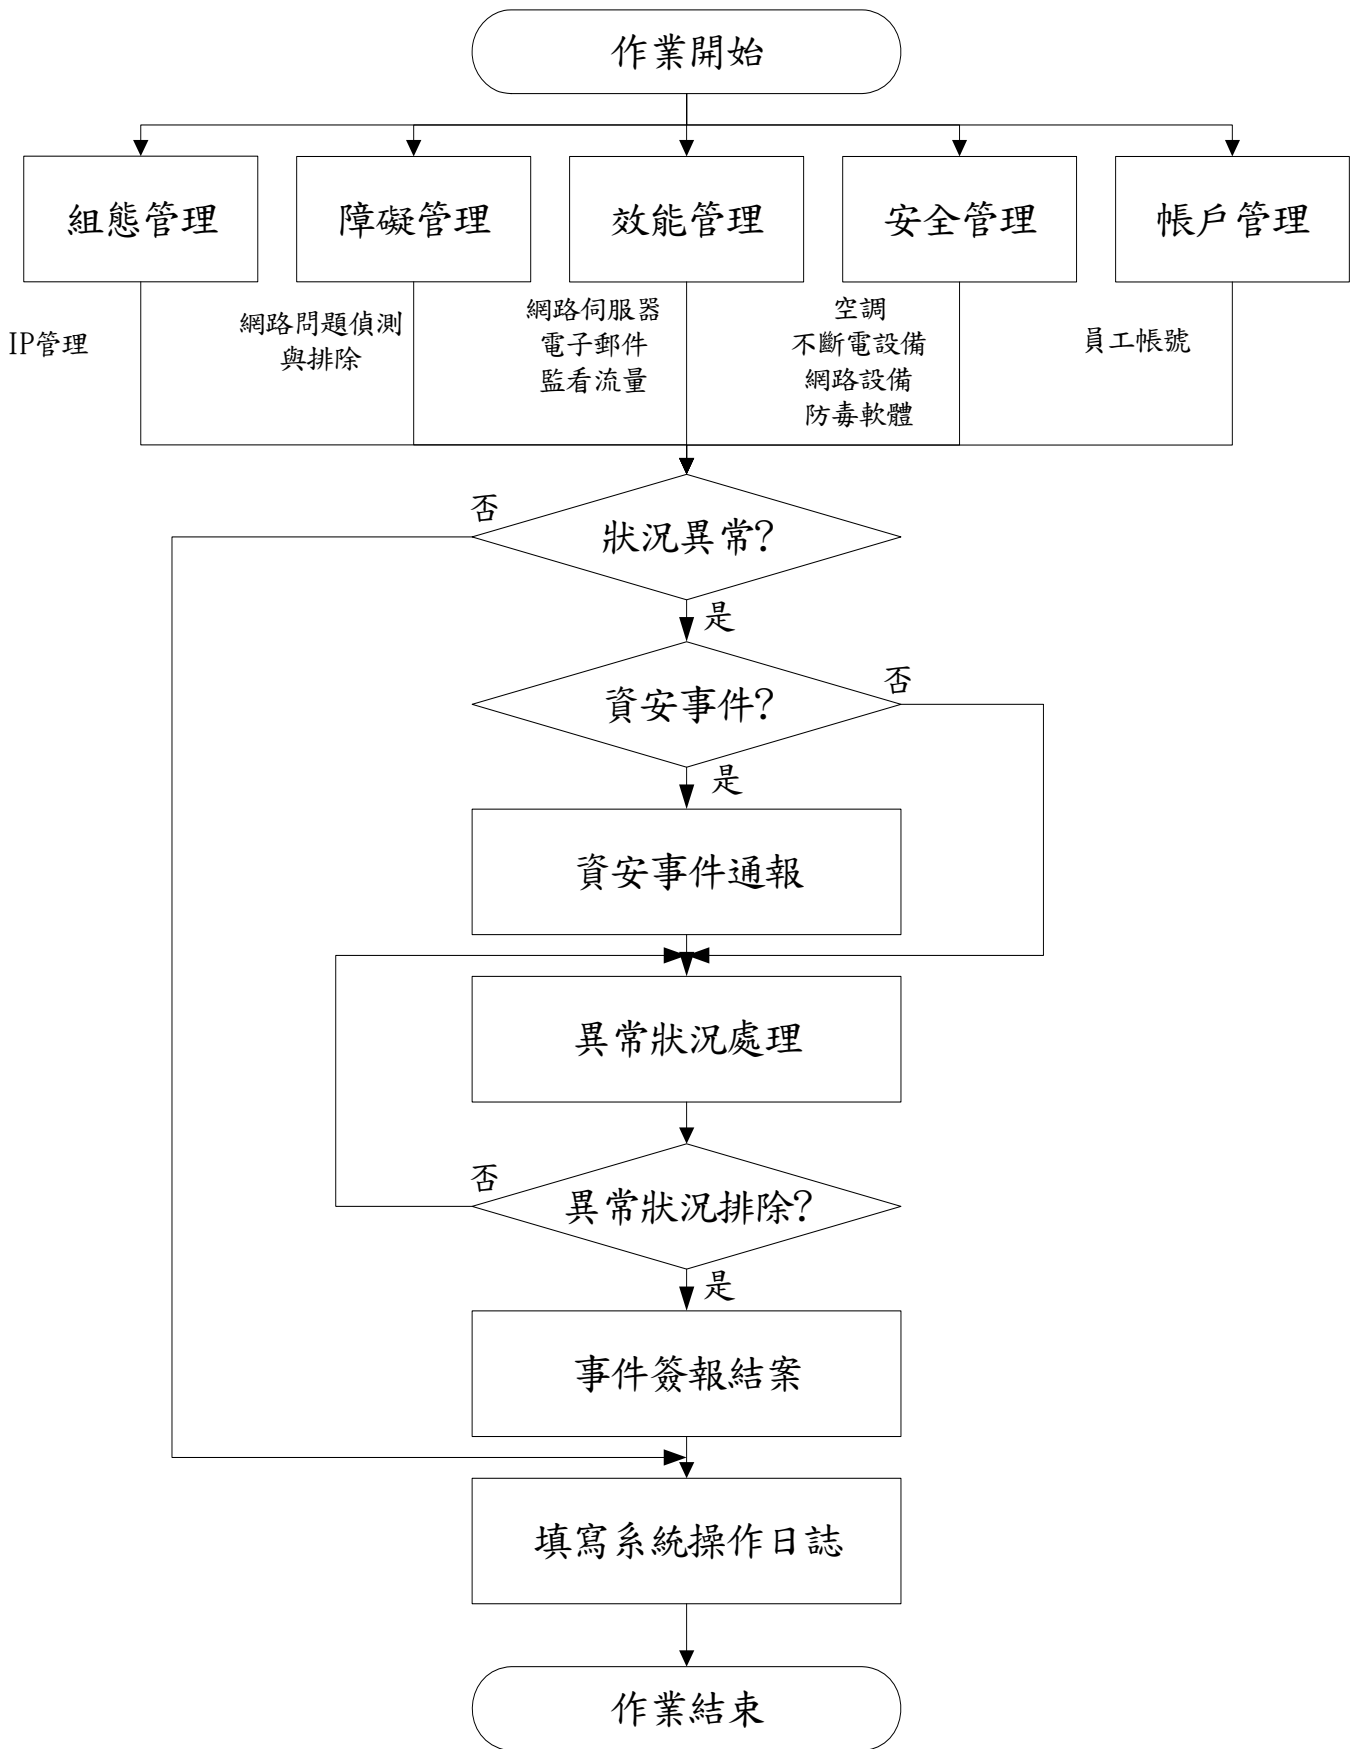 作業開始
組態管理
障礙管理
效能管理
安全管理
帳戶管理
IP管理
網路問題偵測
與排除
網路伺服器
電子郵件
監看流量
空調
不斷電設備
網路設備
防毒軟體
員工帳號
否
狀況異常?
是
否
資安事件?
是
資安事件通報
異常狀況處理
否
異常狀況排除?
是
事件簽報結案
填寫系統操作日誌
作業結束